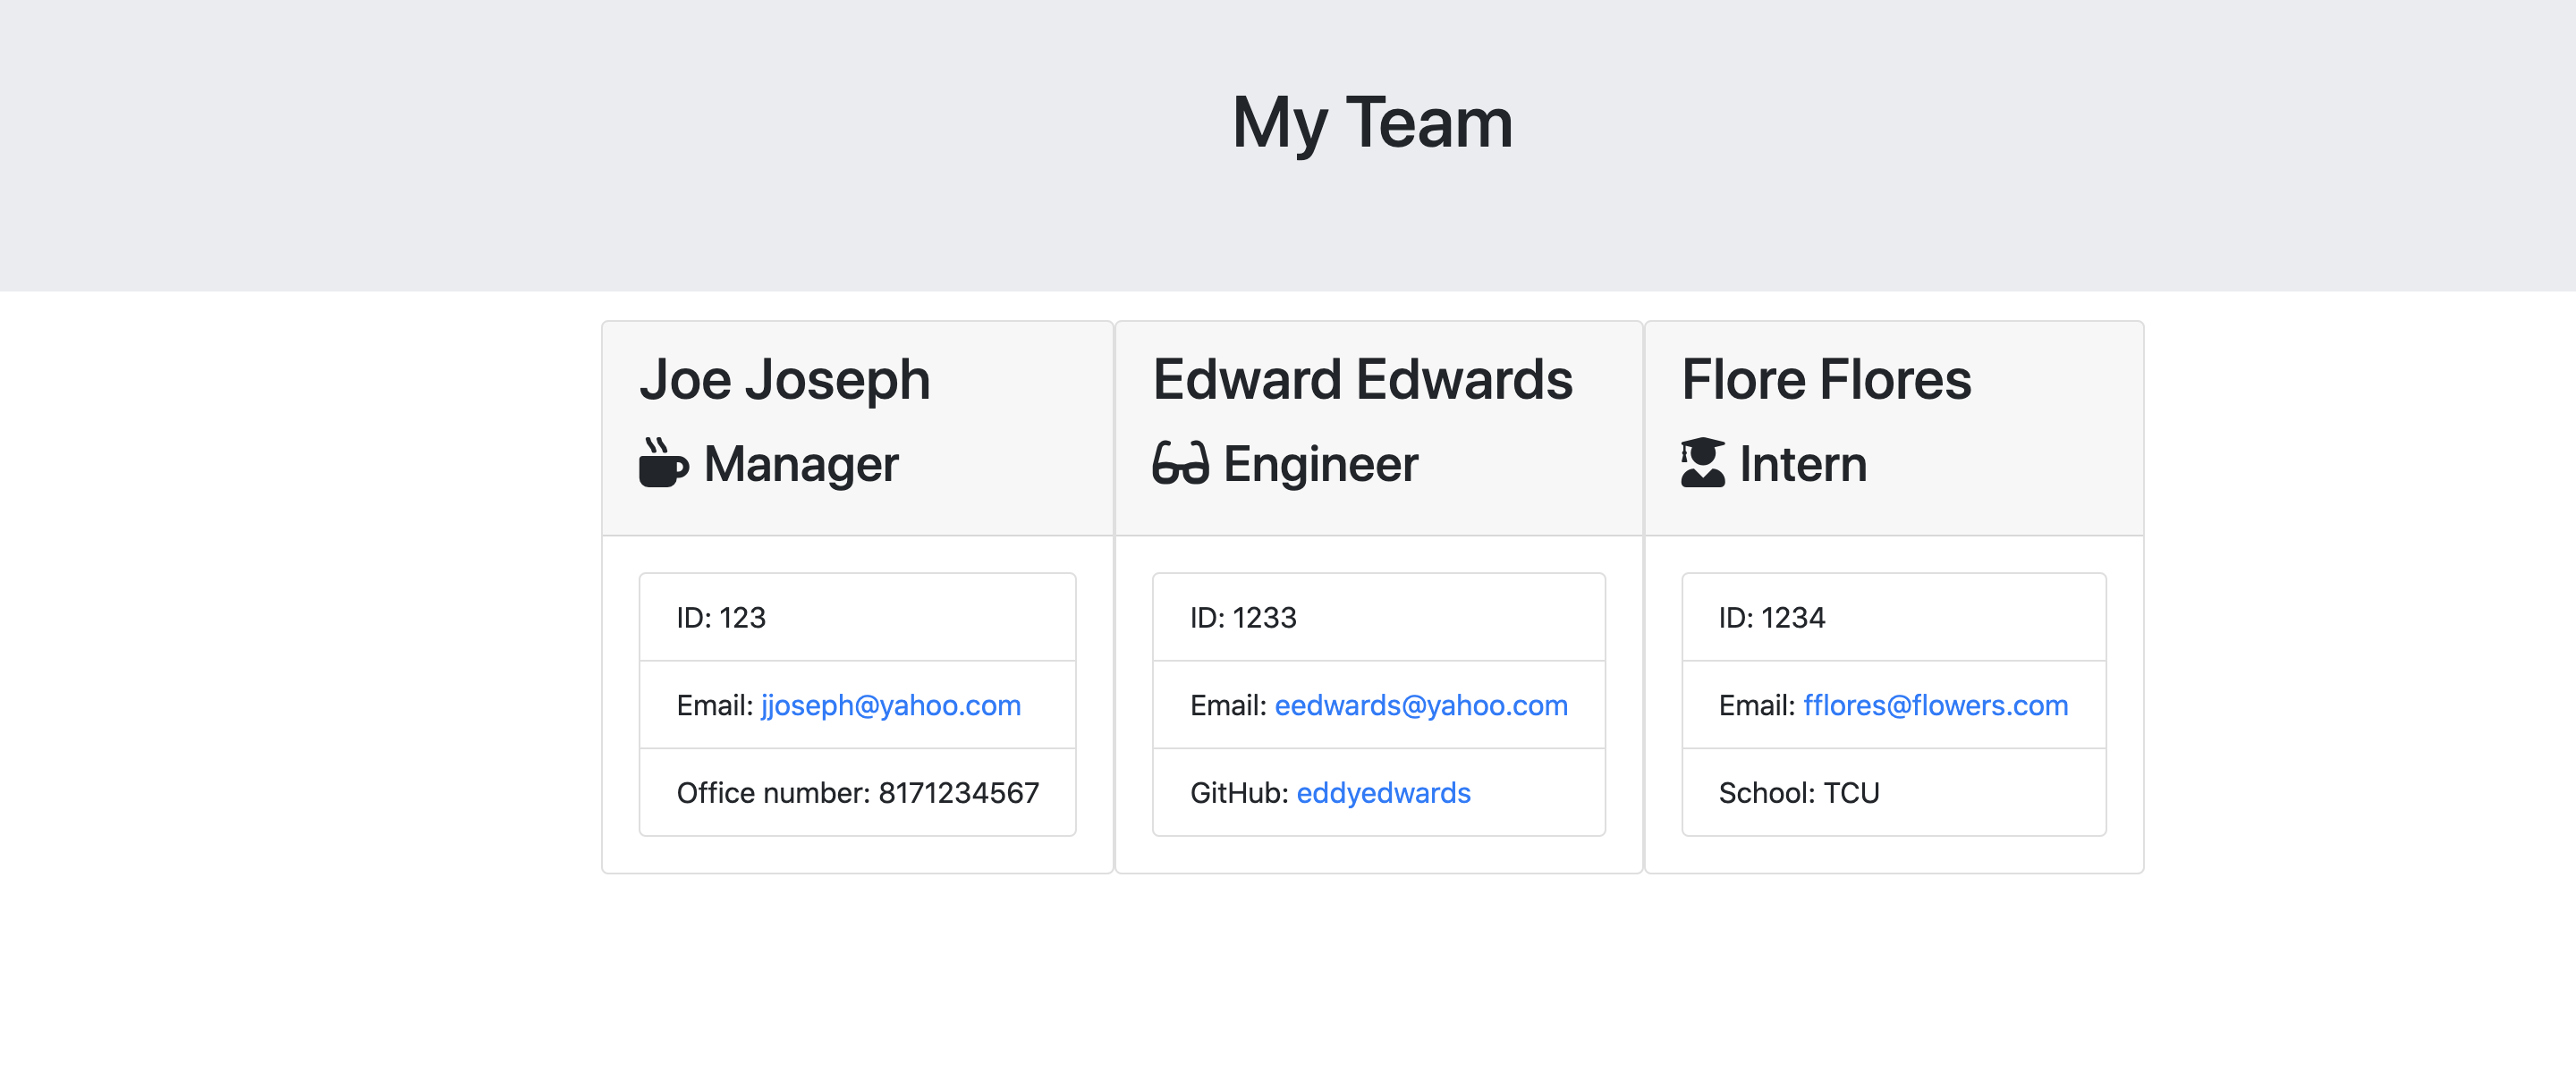 My Team
Joe Joseph
Manager
ID: 123
Email: jjoseph@yahoo.com
Office number: 8171234567
Edward Edwards
Engineer
ID: 1233
Email: eedwards@yahoo.com
GitHub: eddyedwards
Flore Flores
Intern
ID: 1234
Email: fflores@flowers.com
School: TCU